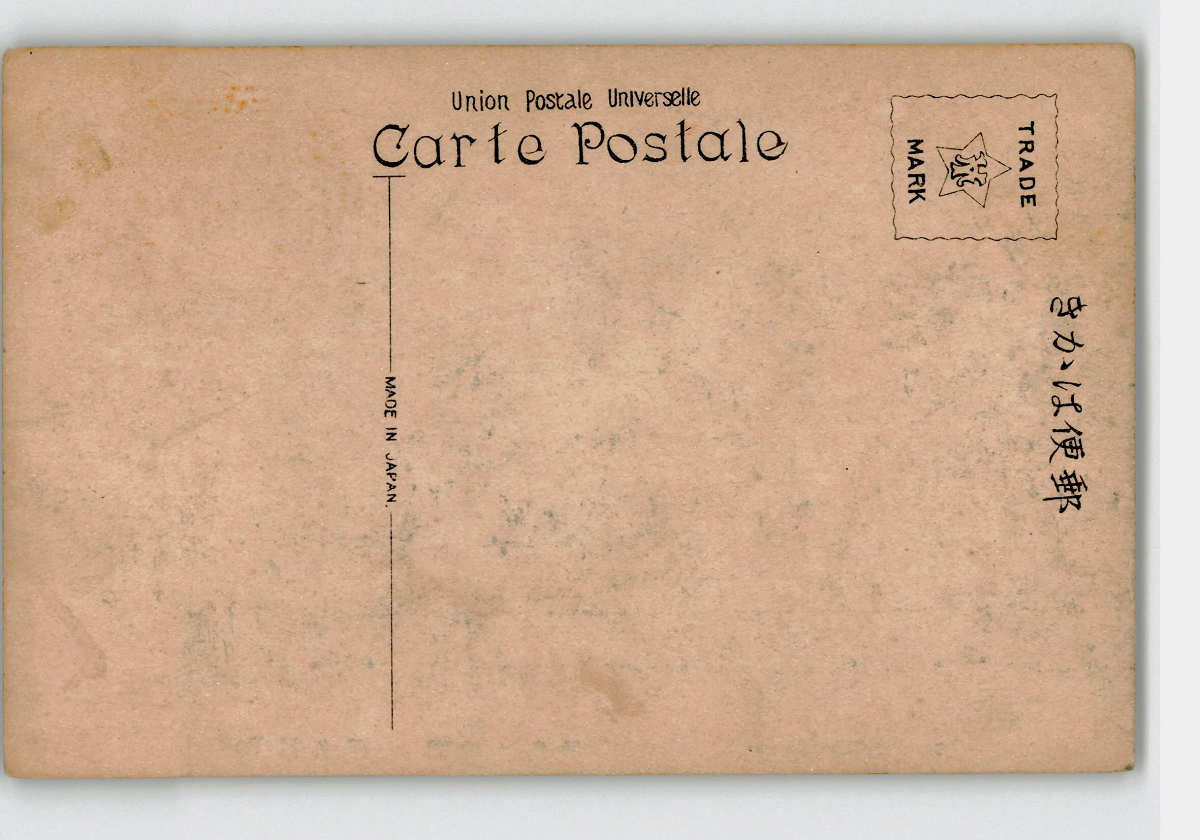 Union Postale Universelle
Carte Postale
TRADE
MARK
郵便はかき
MADE IN JAPAN.